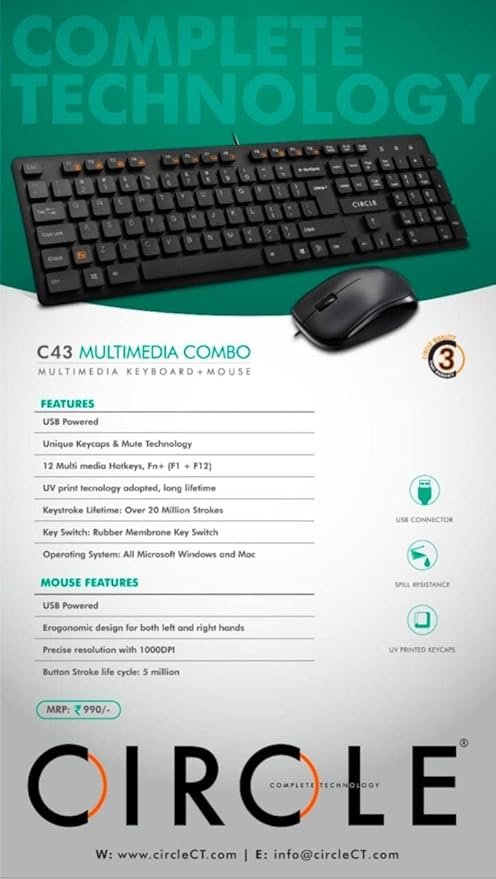 COMPLETE
TECHNOLOGY
CIRCLE
C43 MULTIMEDIA COMBO
MULTIMEDIA KEYBOARD+MOUSE
CIRCLE QUALITY
3
FEATURES
USB Powered
Unique Keycaps & Mute Technology
12 Multi media Hotkeys, Fn+ (F1 + F12)
UV print tecnology adopted, long lifetime
Keystroke Lifetime: Over 20 Million Strokes
Key Switch: Rubber Membrane Key Switch
Operating System: All Microsoft Windows and Mac
USB CONNECTOR
SPILL RESISTANCE
UV PRINTED KEYCAPS
MOUSE FEATURES
USB Powered
Erogonomic design for both left and right hands
Precise resolution with 1000DPI
Button Stroke life cycle: 5 million
MRP: ₹990/-
CIRCLE®
COMPLETE TECHNOLOGY
W: www.circleCT.com | E: info@circleCT.com